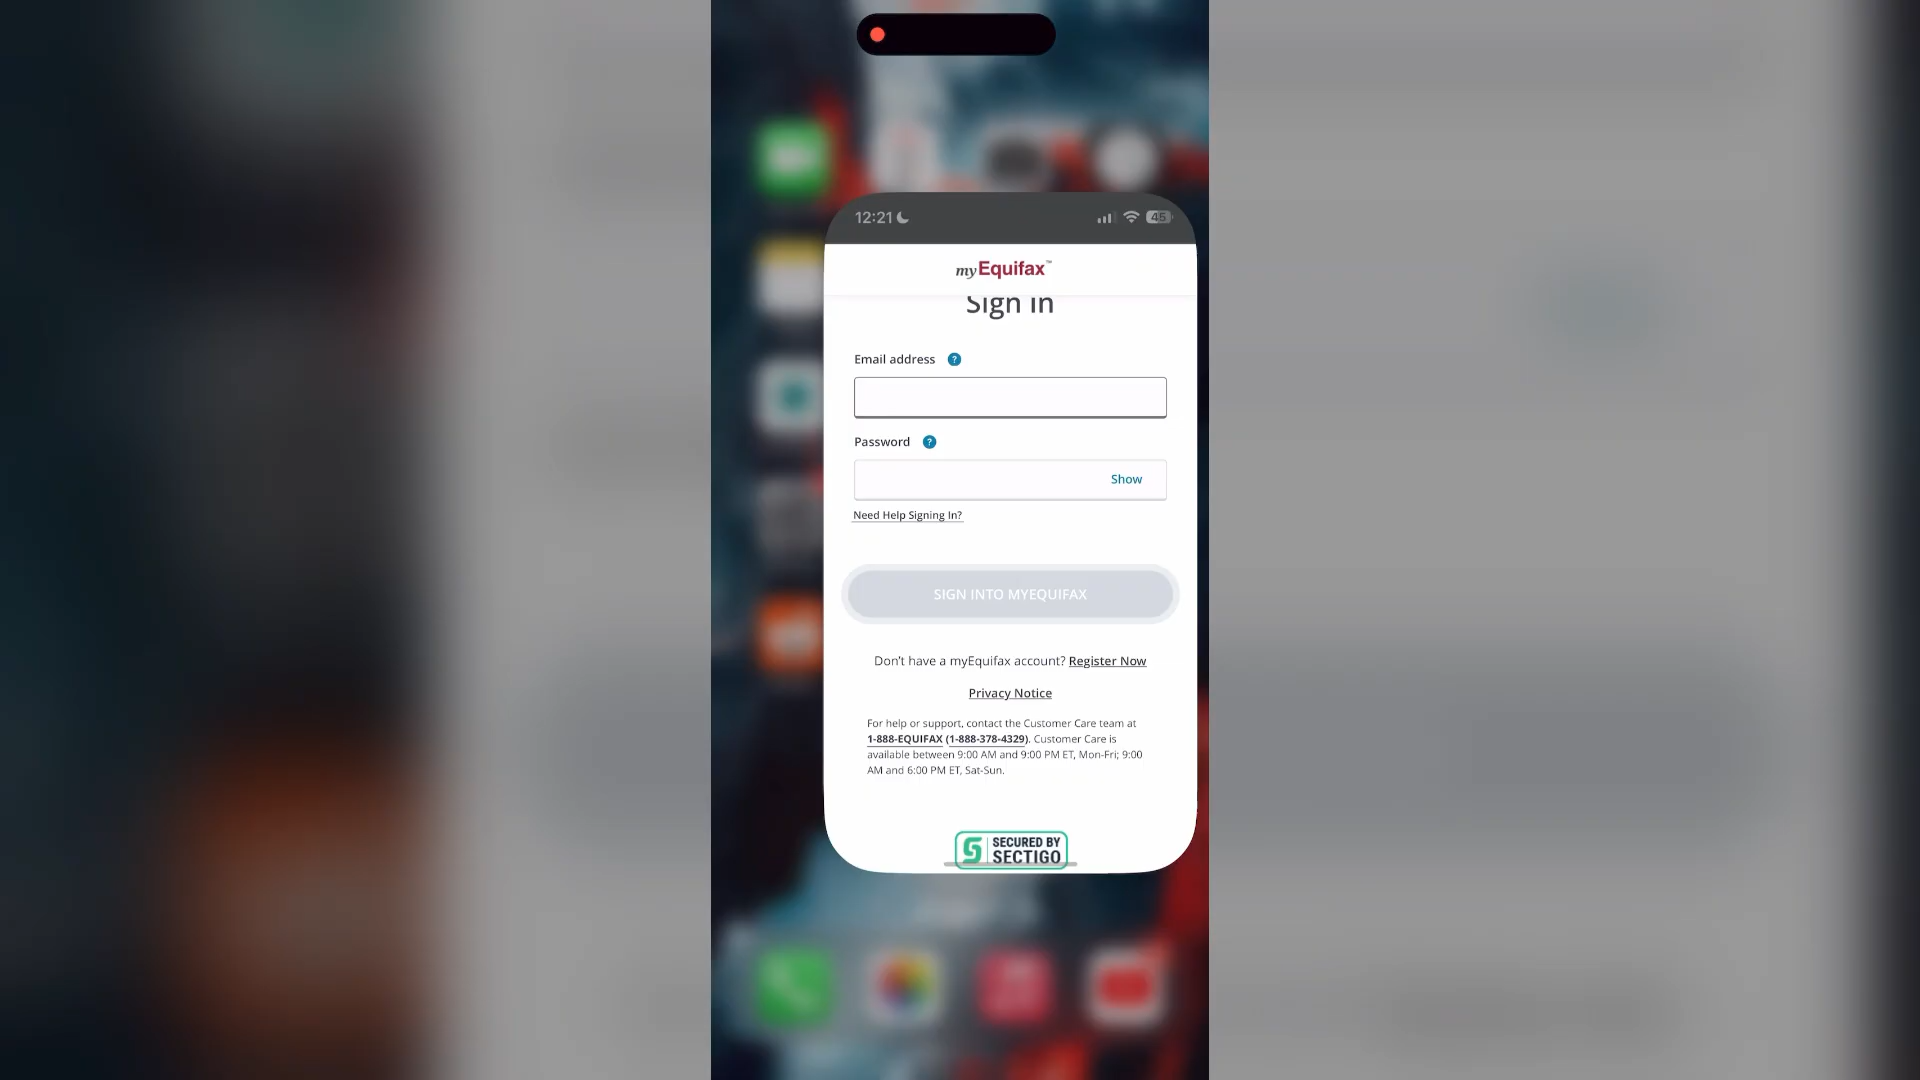 12:21
45
myEquifax™
Sign in
Email address ?
Password ?
Show
Need Help Signing In?
SIGN INTO MYEQUIFAX
Don't have a myEquifax account? Register Now
Privacy Notice
For help or support, contact the Customer Care team at
1-888-EQUIFAX (1-888-378-4329). Customer Care is
available between 9:00 AM and 9:00 PM ET, Mon-Fri; 9:00
AM and 6:00 PM ET, Sat-Sun.
SECURED BY
SECTIGO